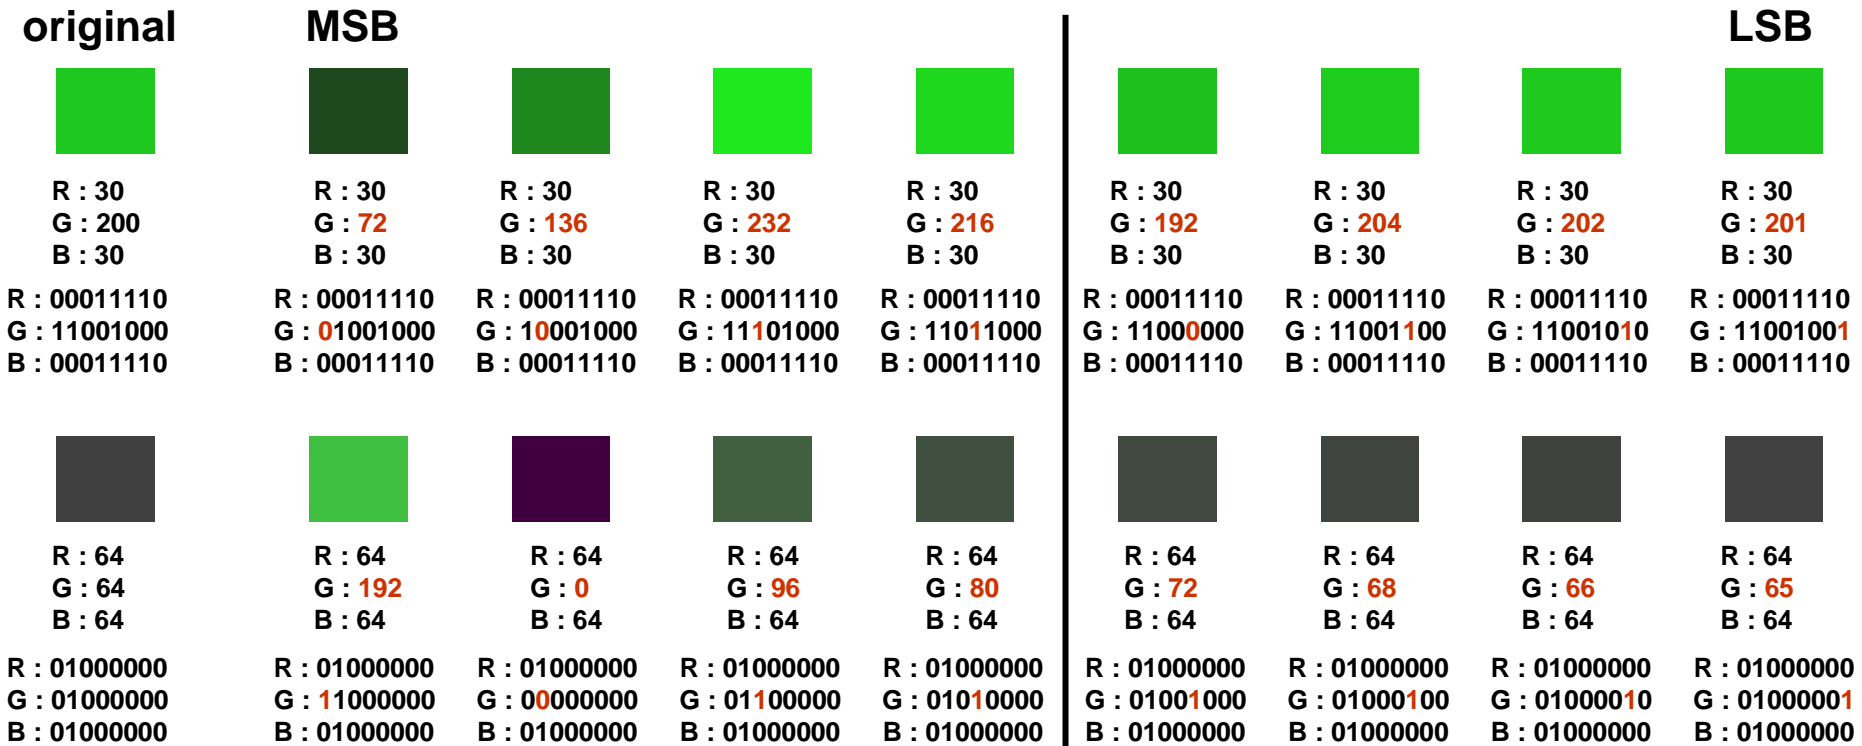 original MSB LSB
R : 30 R : 30 R : 30 R : 30 R : 30 R : 30 R : 30 R : 30 R : 30
G : 200 G : 72 G : 136 G : 232 G : 216 G : 192 G : 204 G : 202 G : 201
B : 30 B : 30 B : 30 B : 30 B : 30 B : 30 B : 30 B : 30 B : 30
R : 00011110 R : 00011110 R : 00011110 R : 00011110 R : 00011110 R : 00011110 R : 00011110 R : 00011110 R : 00011110
G : 11001000 G : 01001000 G : 10001000 G : 11101000 G : 11011000 G : 11000000 G : 11001100 G : 11001010 G : 11001001
B : 00011110 B : 00011110 B : 00011110 B : 00011110 B : 00011110 B : 00011110 B : 00011110 B : 00011110 B : 00011110
R : 64 R : 64 R : 64 R : 64 R : 64 R : 64 R : 64 R : 64 R : 64
G : 64 G : 192 G : 0 G : 96 G : 80 G : 72 G : 68 G : 66 G : 65
B : 64 B : 64 B : 64 B : 64 B : 64 B : 64 B : 64 B : 64 B : 64
R : 01000000 R : 01000000 R : 01000000 R : 01000000 R : 01000000 R : 01000000 R : 01000000 R : 01000000 R : 01000000
G : 01000000 G : 11000000 G : 00000000 G : 01100000 G : 01010000 G : 01001000 G : 01000100 G : 01000010 G : 01000001
B : 01000000 B : 01000000 B : 01000000 B : 01000000 B : 01000000 B : 01000000 B : 01000000 B : 01000000 B : 01000000